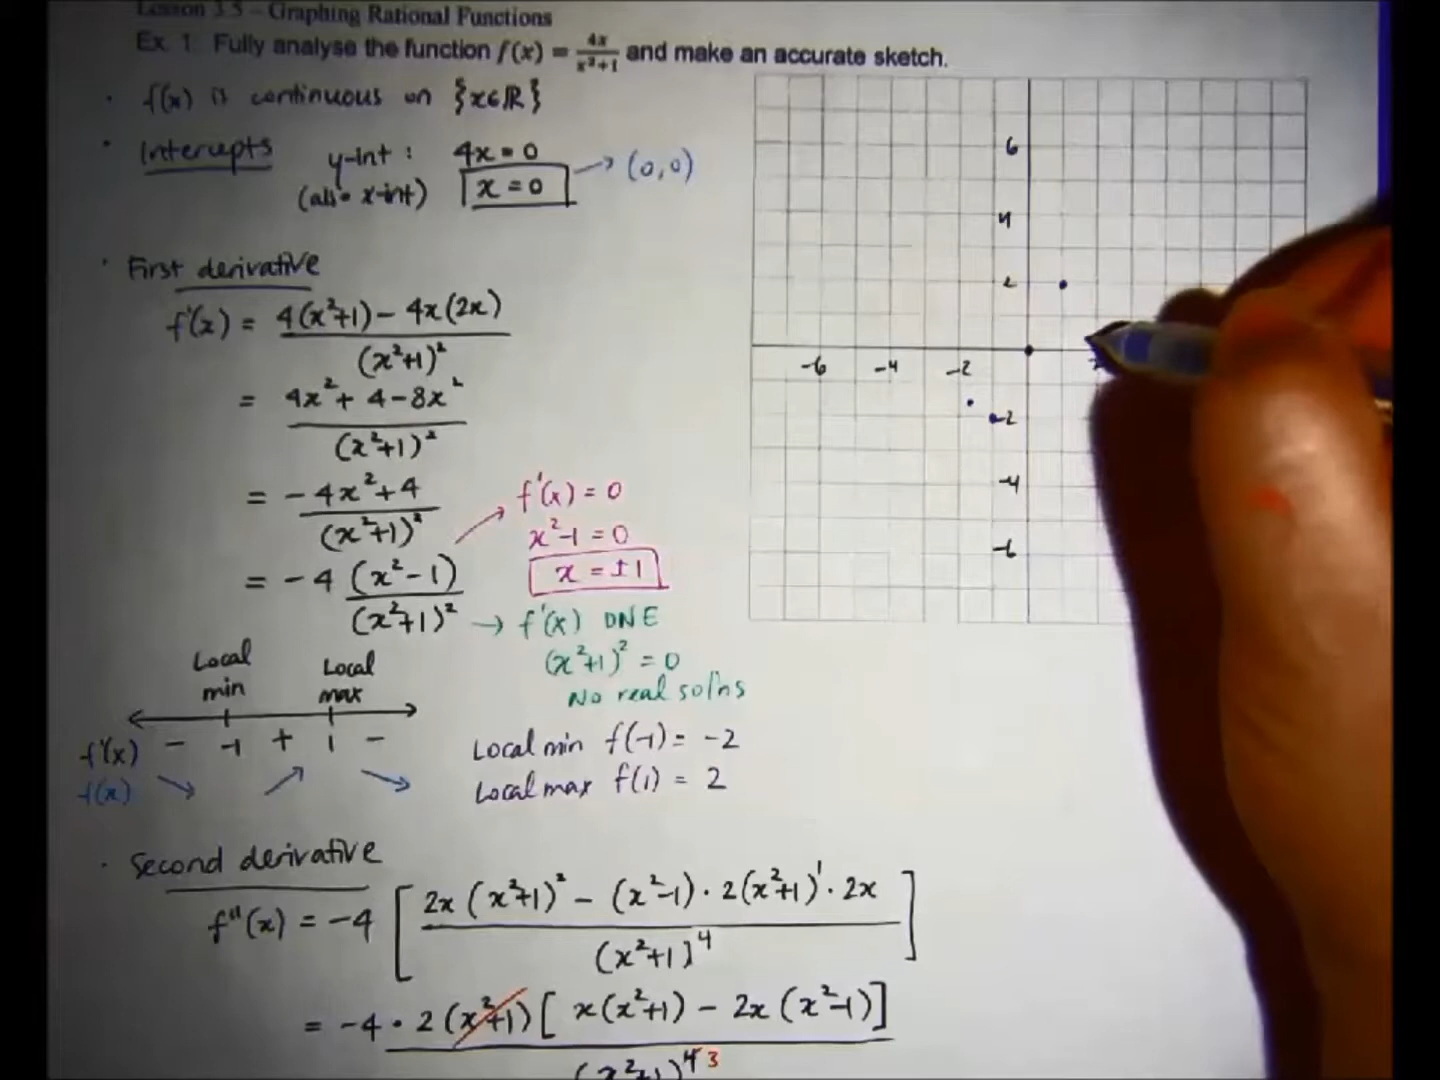 Lesson 3.5 – Graphing Rational Functions
Ex. 1: Fully analyse the function f(x) = 4x/(x²+1) and make an accurate sketch.
· f(x) is continuous on {x∈ℝ}
· Intercepts y-int: 4x = 0
(also x-int) x = 0 → (0,0)
· First derivative
f'(x) = 4(x²+1) – 4x(2x) / (x²+1)²
= 4x² + 4 – 8x² / (x²+1)²
= –4x²+4 / (x²+1)²
= –4 (x² – 1) / (x²+1)²
→ f'(x) = 0
x² – 1 = 0
x = ±1
→ f'(x) DNE
(x²+1)² = 0
No real sol'ns
Local min Local max
f'(x) – -1 + 1 –
f(x) ↘ ↗ ↘
Local min f(-1) = -2
Local max f(1) = 2
· Second derivative
f''(x) = –4 [ 2x(x²+1)² – (x²–1)·2(x²+1)¹·2x / (x²+1)⁴ ]
= –4 · 2(x²+1)[ x(x²+1) – 2x(x²–1)]
(x²+1)⁴ 3
6
4
2
-6 -4 -2
-2
-4
-6